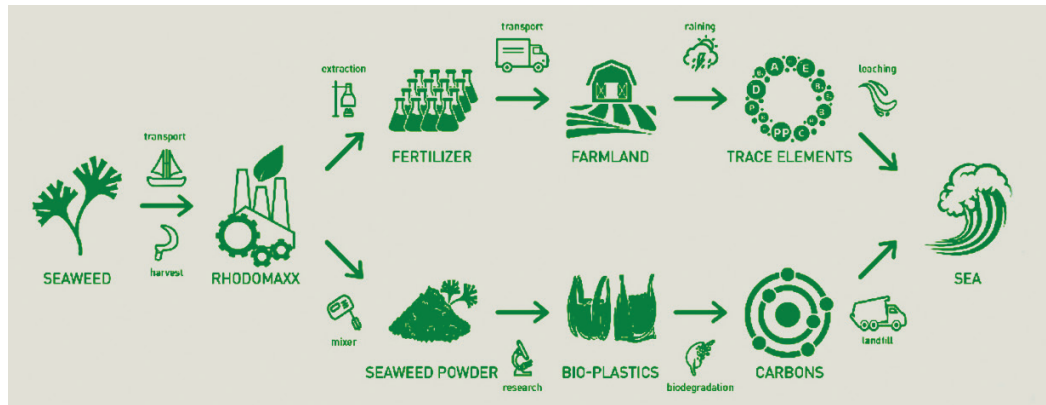 transport
harvest
SEAWEED
RHODOMAXX
extraction
FERTILIZER
transport
FARMLAND
raining
A E
D
P
PP C
B
TRACE ELEMENTS
leaching
mixer
SEAWEED POWDER
research
BIO-PLASTICS
biodegradation
CARBONS
landfill
SEA